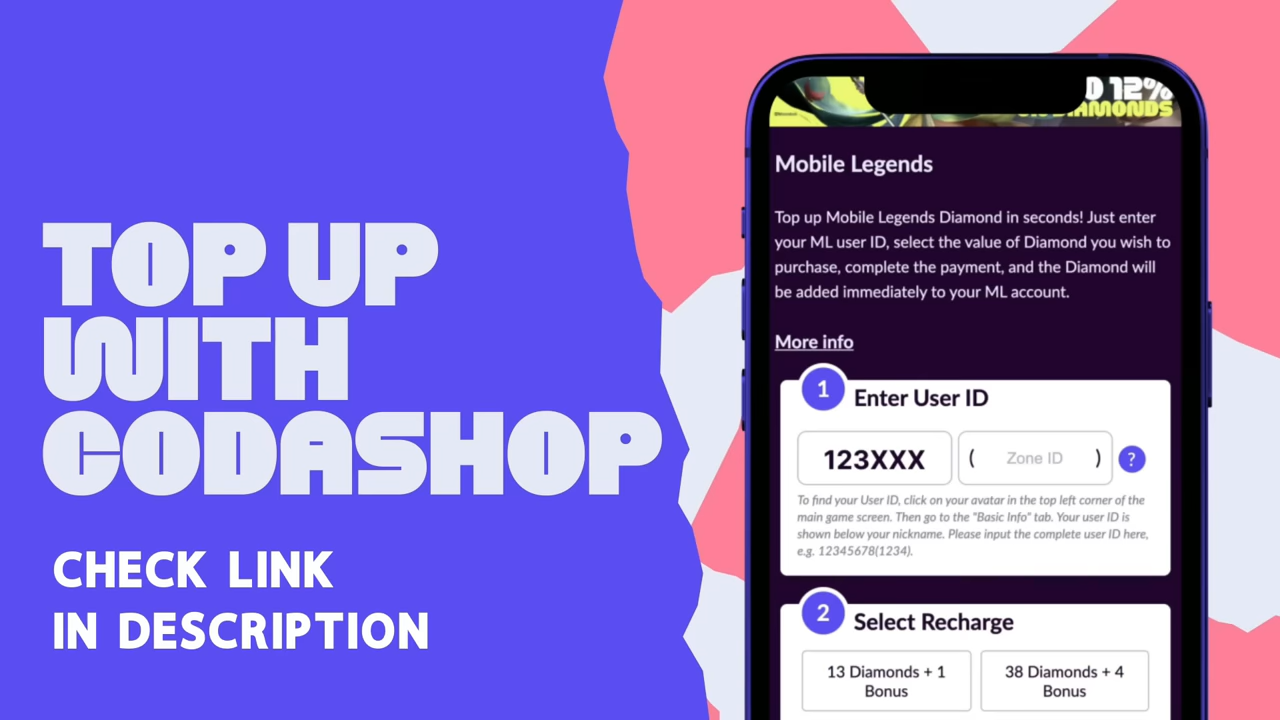 TOP UP
WITH
CODASHOP
CHECK LINK
IN DESCRIPTION
12%
DIAMONDS
Mobile Legends
Top up Mobile Legends Diamond in seconds! Just enter
your ML user ID, select the value of Diamond you wish to
purchase, complete the payment, and the Diamond will
be added immediately to your ML account.
More info
1 Enter User ID
123XXX ( Zone ID ) ?
To find your User ID, click on your avatar in the top left corner of the
main game screen. Then go to the "Basic Info" tab. Your user ID is
shown below your nickname. Please input the complete user ID here,
e.g. 12345678(1234).
2 Select Recharge
13 Diamonds + 1 38 Diamonds + 4
Bonus Bonus